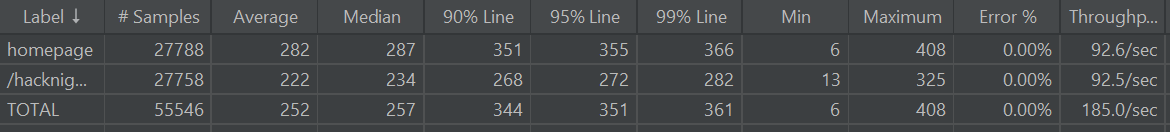 Label ↓ # Samples Average Median 90% Line 95% Line 99% Line Min Maximum Error % Throughp...
homepage 27788 282 287 351 355 366 6 408 0.00% 92.6/sec
/hacknig... 27758 222 234 268 272 282 13 325 0.00% 92.5/sec
TOTAL 55546 252 257 344 351 361 6 408 0.00% 185.0/sec